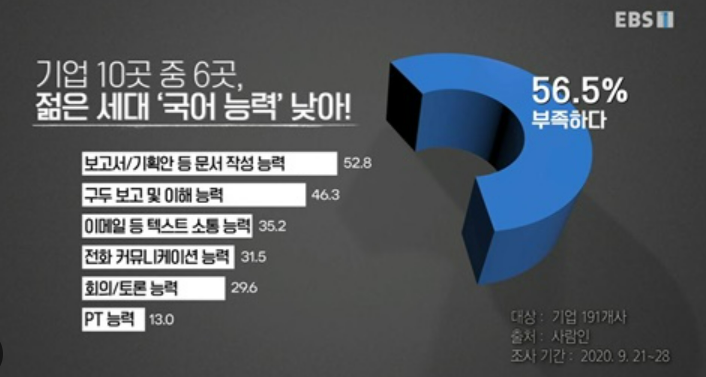 EBS 1
기업 10곳 중 6곳,
젊은 세대 '국어 능력' 낮아!
56.5%
부족하다
보고서/기획안 등 문서 작성 능력 52.8
구두 보고 및 이해 능력 46.3
이메일 등 텍스트 소통 능력 35.2
전화 커뮤니케이션 능력 31.5
회의/토론 능력 29.6
PT 능력 13.0
대상 : 기업 191개사
출처 : 사람인
조사 기간 : 2020. 9. 21~28